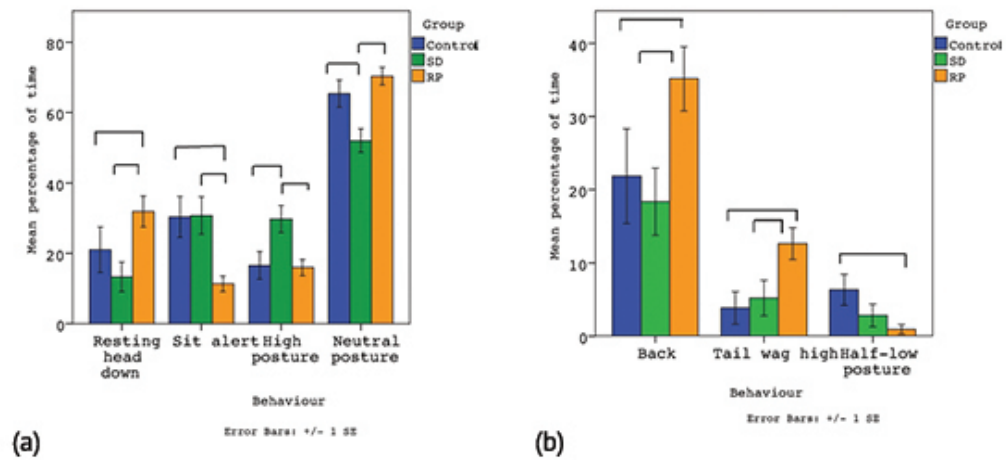 Group
Control
SD
RP
Mean percentage of time
80
60
40
20
0
Resting head down
Sit alert
High posture
Neutral posture
Behaviour
Error Bars: +/- 1 SE
(a)
Group
Control
SD
RP
Mean percentage of time
40
30
20
10
0
Back
Tail wag high
Half-low posture
Behaviour
Error Bars: +/- 1 SE
(b)